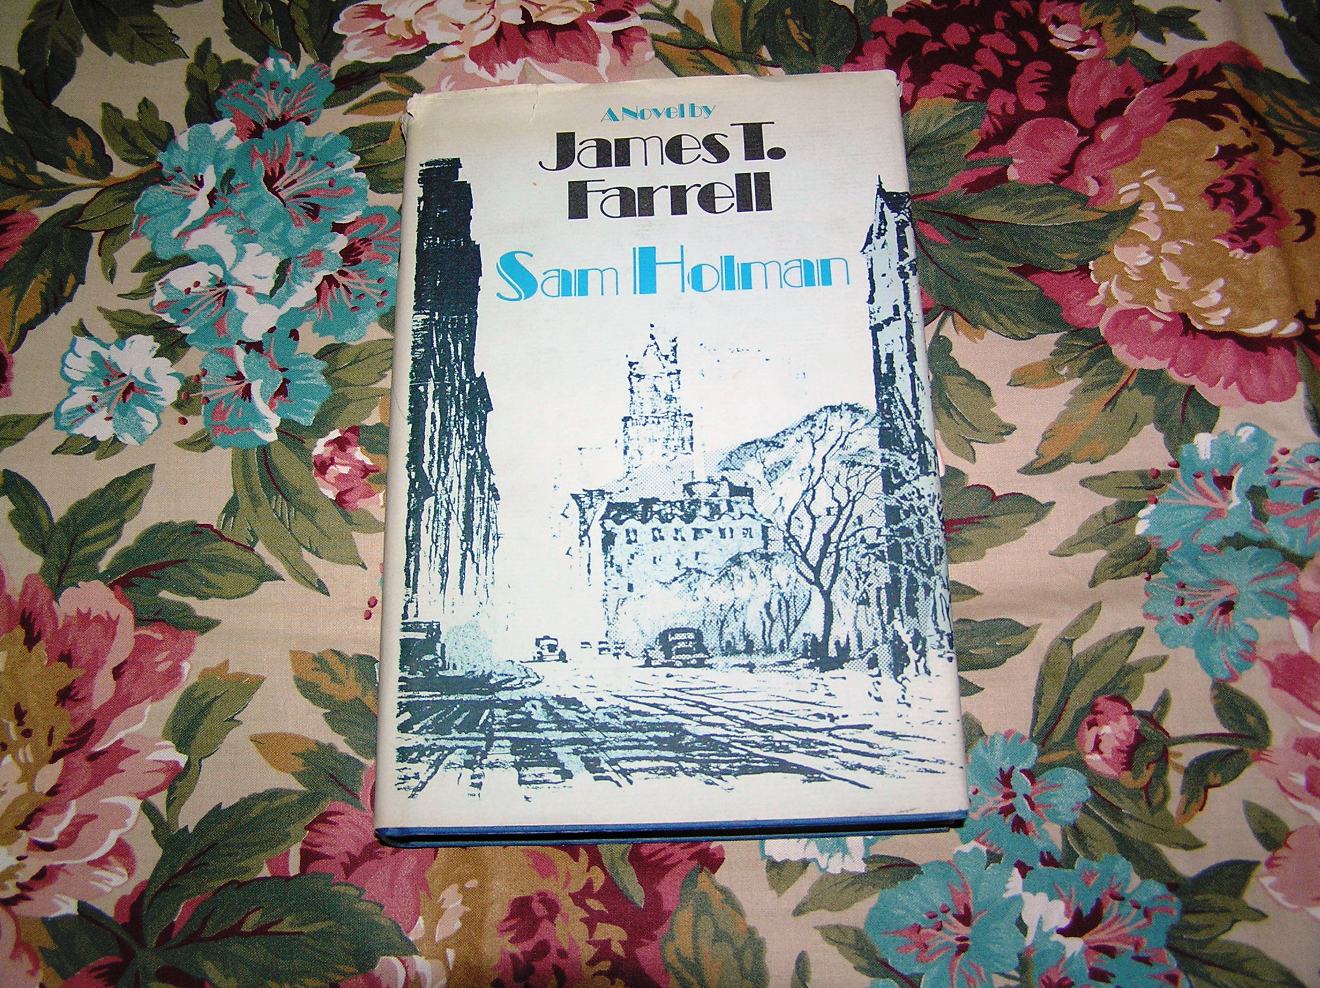 A Novel by
James T.
Farrell
Sam Holman